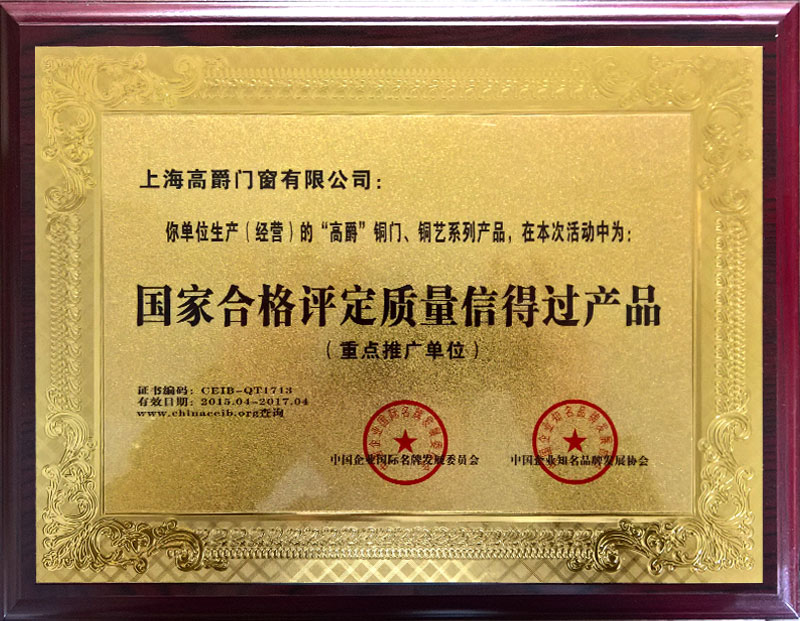 上海高爵门窗有限公司:
你单位生产(经营)的“高爵”铜门、铜艺系列产品,在本次活动中为:
国家合格评定质量信得过产品
(重点推广单位)
证书编码:CEIB-QT1713
有效日期:2015.04-2017.04
www.chinaceib.org查询
中国企业国际名牌发展委员会
中国企业知名品牌发展协会